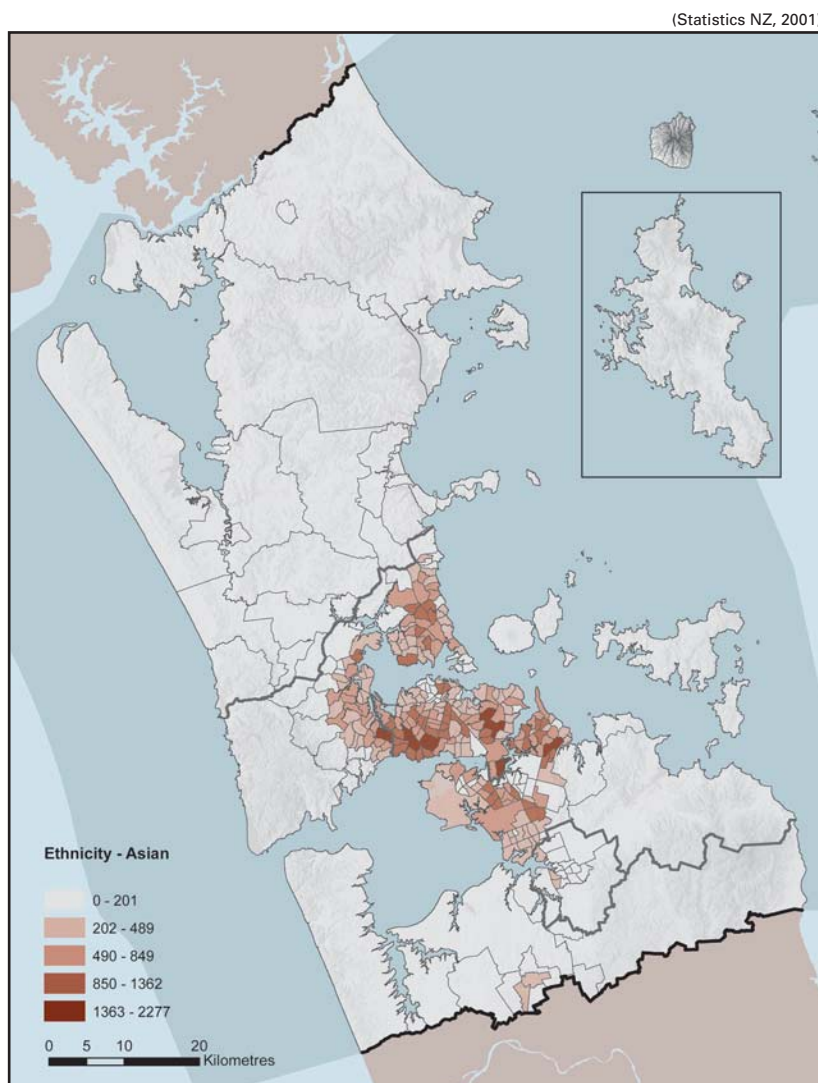 (Statistics NZ, 2001)
Ethnicity - Asian
0 - 201
202 - 489
490 - 849
850 - 1362
1363 - 2277
0 5 10 20
Kilometres